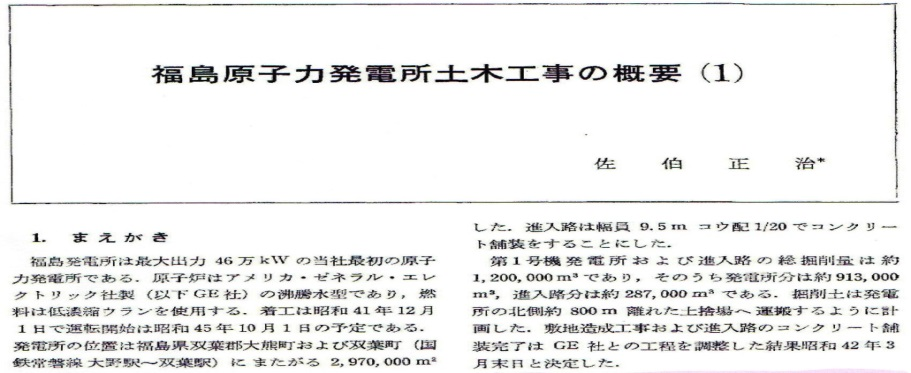 福島原子力発電所土木工事の概要 (1)
佐伯正治*
1. まえがき
福島発電所は最大出力 46 万 kW の当社最初の原子
力発電所である．原子炉はアメリカ・ゼネラル・エレ
クトリック社製（以下 GE 社）の沸騰水型であり，燃
料は低濃縮ウランを使用する．着工は昭和 41 年 12 月
1 日で運転開始は昭和 45 年 10 月 1 日の予定である．
発電所の位置は福島県双葉郡大熊町および双葉町（国
鉄常磐線 大野駅～双葉駅）に またがる 2,970,000 m²
した．進入路は幅員 9.5 m コウ配 1/20 でコンクリー
ト舗装をすることにした．
第 1 号機発電所および進入路の総掘削量は約
1,200,000 m³ であり，そのうち発電所分は約 913,000
m³，進入路分は約 287,000 m³ である．掘削土は発電
所の北側約 800 m 離れた土捨場へ運搬するように計
画した．敷地造成工事および進入路のコンクリート舗
装完了は GE 社との工程を調整した結果昭和 42 年 3
月末日と決定した．